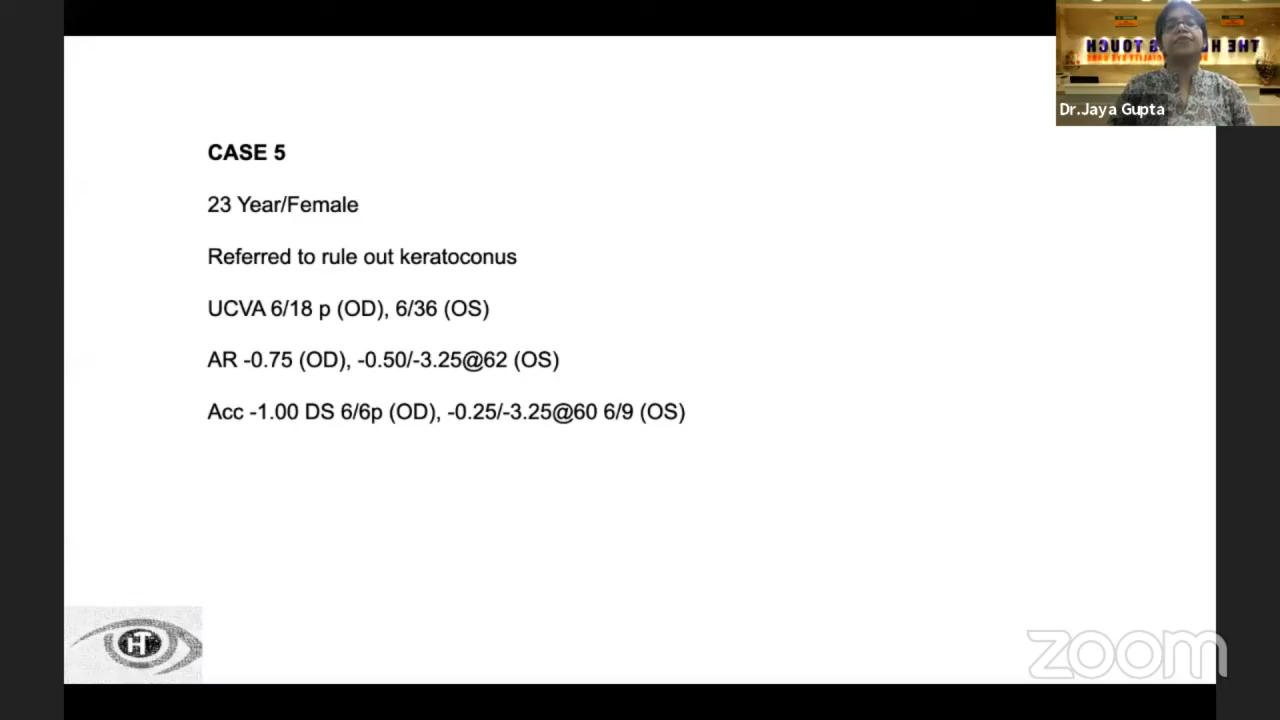 CASE 5
23 Year/Female
Referred to rule out keratoconus
UCVA 6/18 p (OD), 6/36 (OS)
AR -0.75 (OD), -0.50/-3.25@62 (OS)
Acc -1.00 DS 6/6p (OD), -0.25/-3.25@60 6/9 (OS)
THE H TOUCH
Dr.Jaya Gupta
HT
zoom